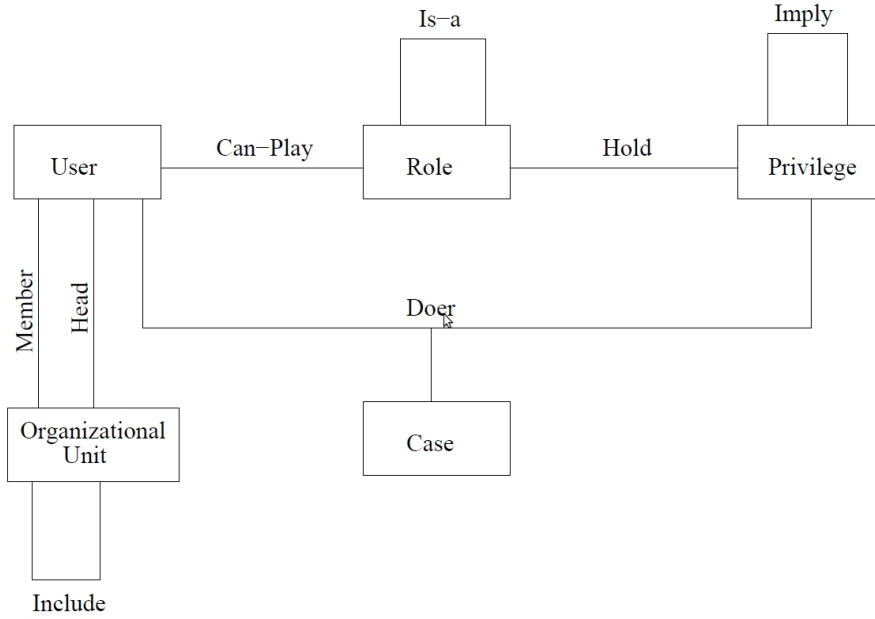 Is−a
Imply
User
Can−Play
Role
Hold
Privilege
Member
Head
Doer
Organizational
Unit
Case
Include